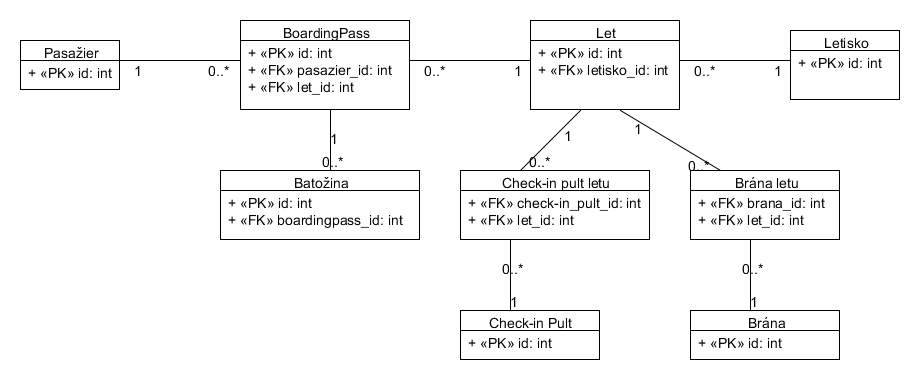 Pasažier
+ «PK» id: int
1
0..*
BoardingPass
+ «PK» id: int
+ «FK» pasazier_id: int
+ «FK» let_id: int
0..*
1
Let
+ «PK» id: int
+ «FK» letisko_id: int
0..*
1
Letisko
+ «PK» id: int
1
0..*
1
0..*
1
0..*
Batožina
+ «PK» id: int
+ «FK» boardingpass_id: int
Check-in pult letu
+ «FK» check-in_pult_id: int
+ «FK» let_id: int
Brána letu
+ «FK» brana_id: int
+ «FK» let_id: int
0..*
1
0..*
1
Check-in Pult
+ «PK» id: int
Brána
+ «PK» id: int